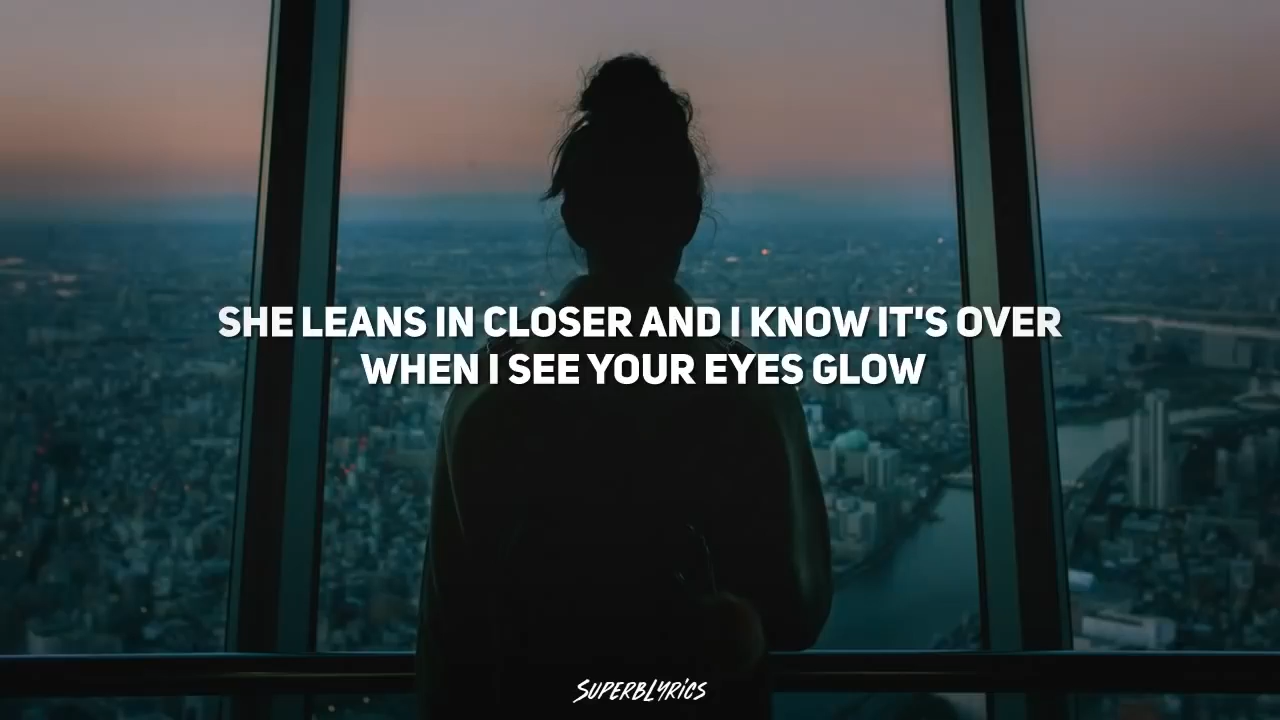 SHE LEANS IN CLOSER AND I KNOW IT'S OVER
WHEN I SEE YOUR EYES GLOW
SUPERBLYRICS